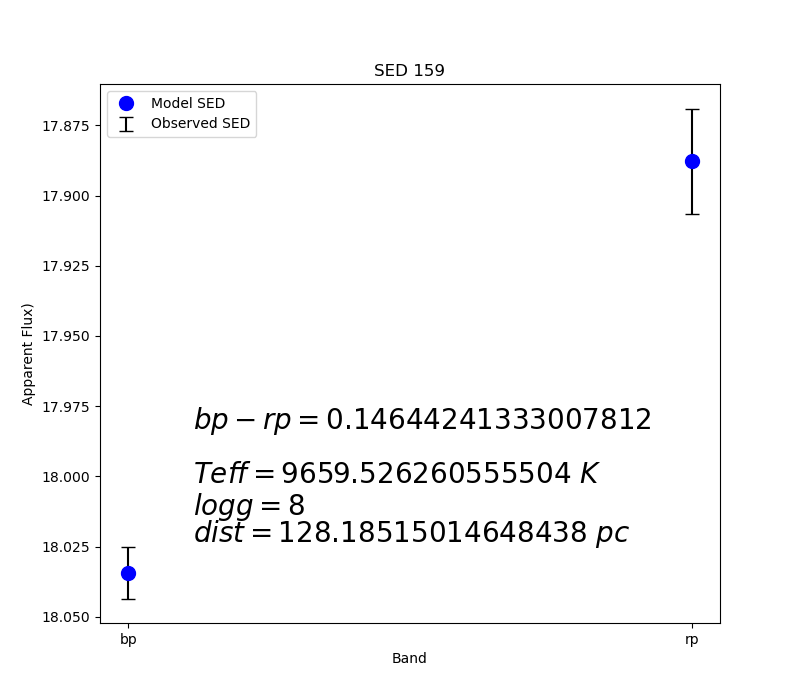 SED 159
Model SED
Observed SED
17.875
17.900
17.925
17.950
17.975
18.000
18.025
18.050
Apparent Flux)
bp − rp = 0.14644241333007812
Teff = 9659.526260555504 K
logg = 8
dist = 128.18515014648438 pc
bp
rp
Band